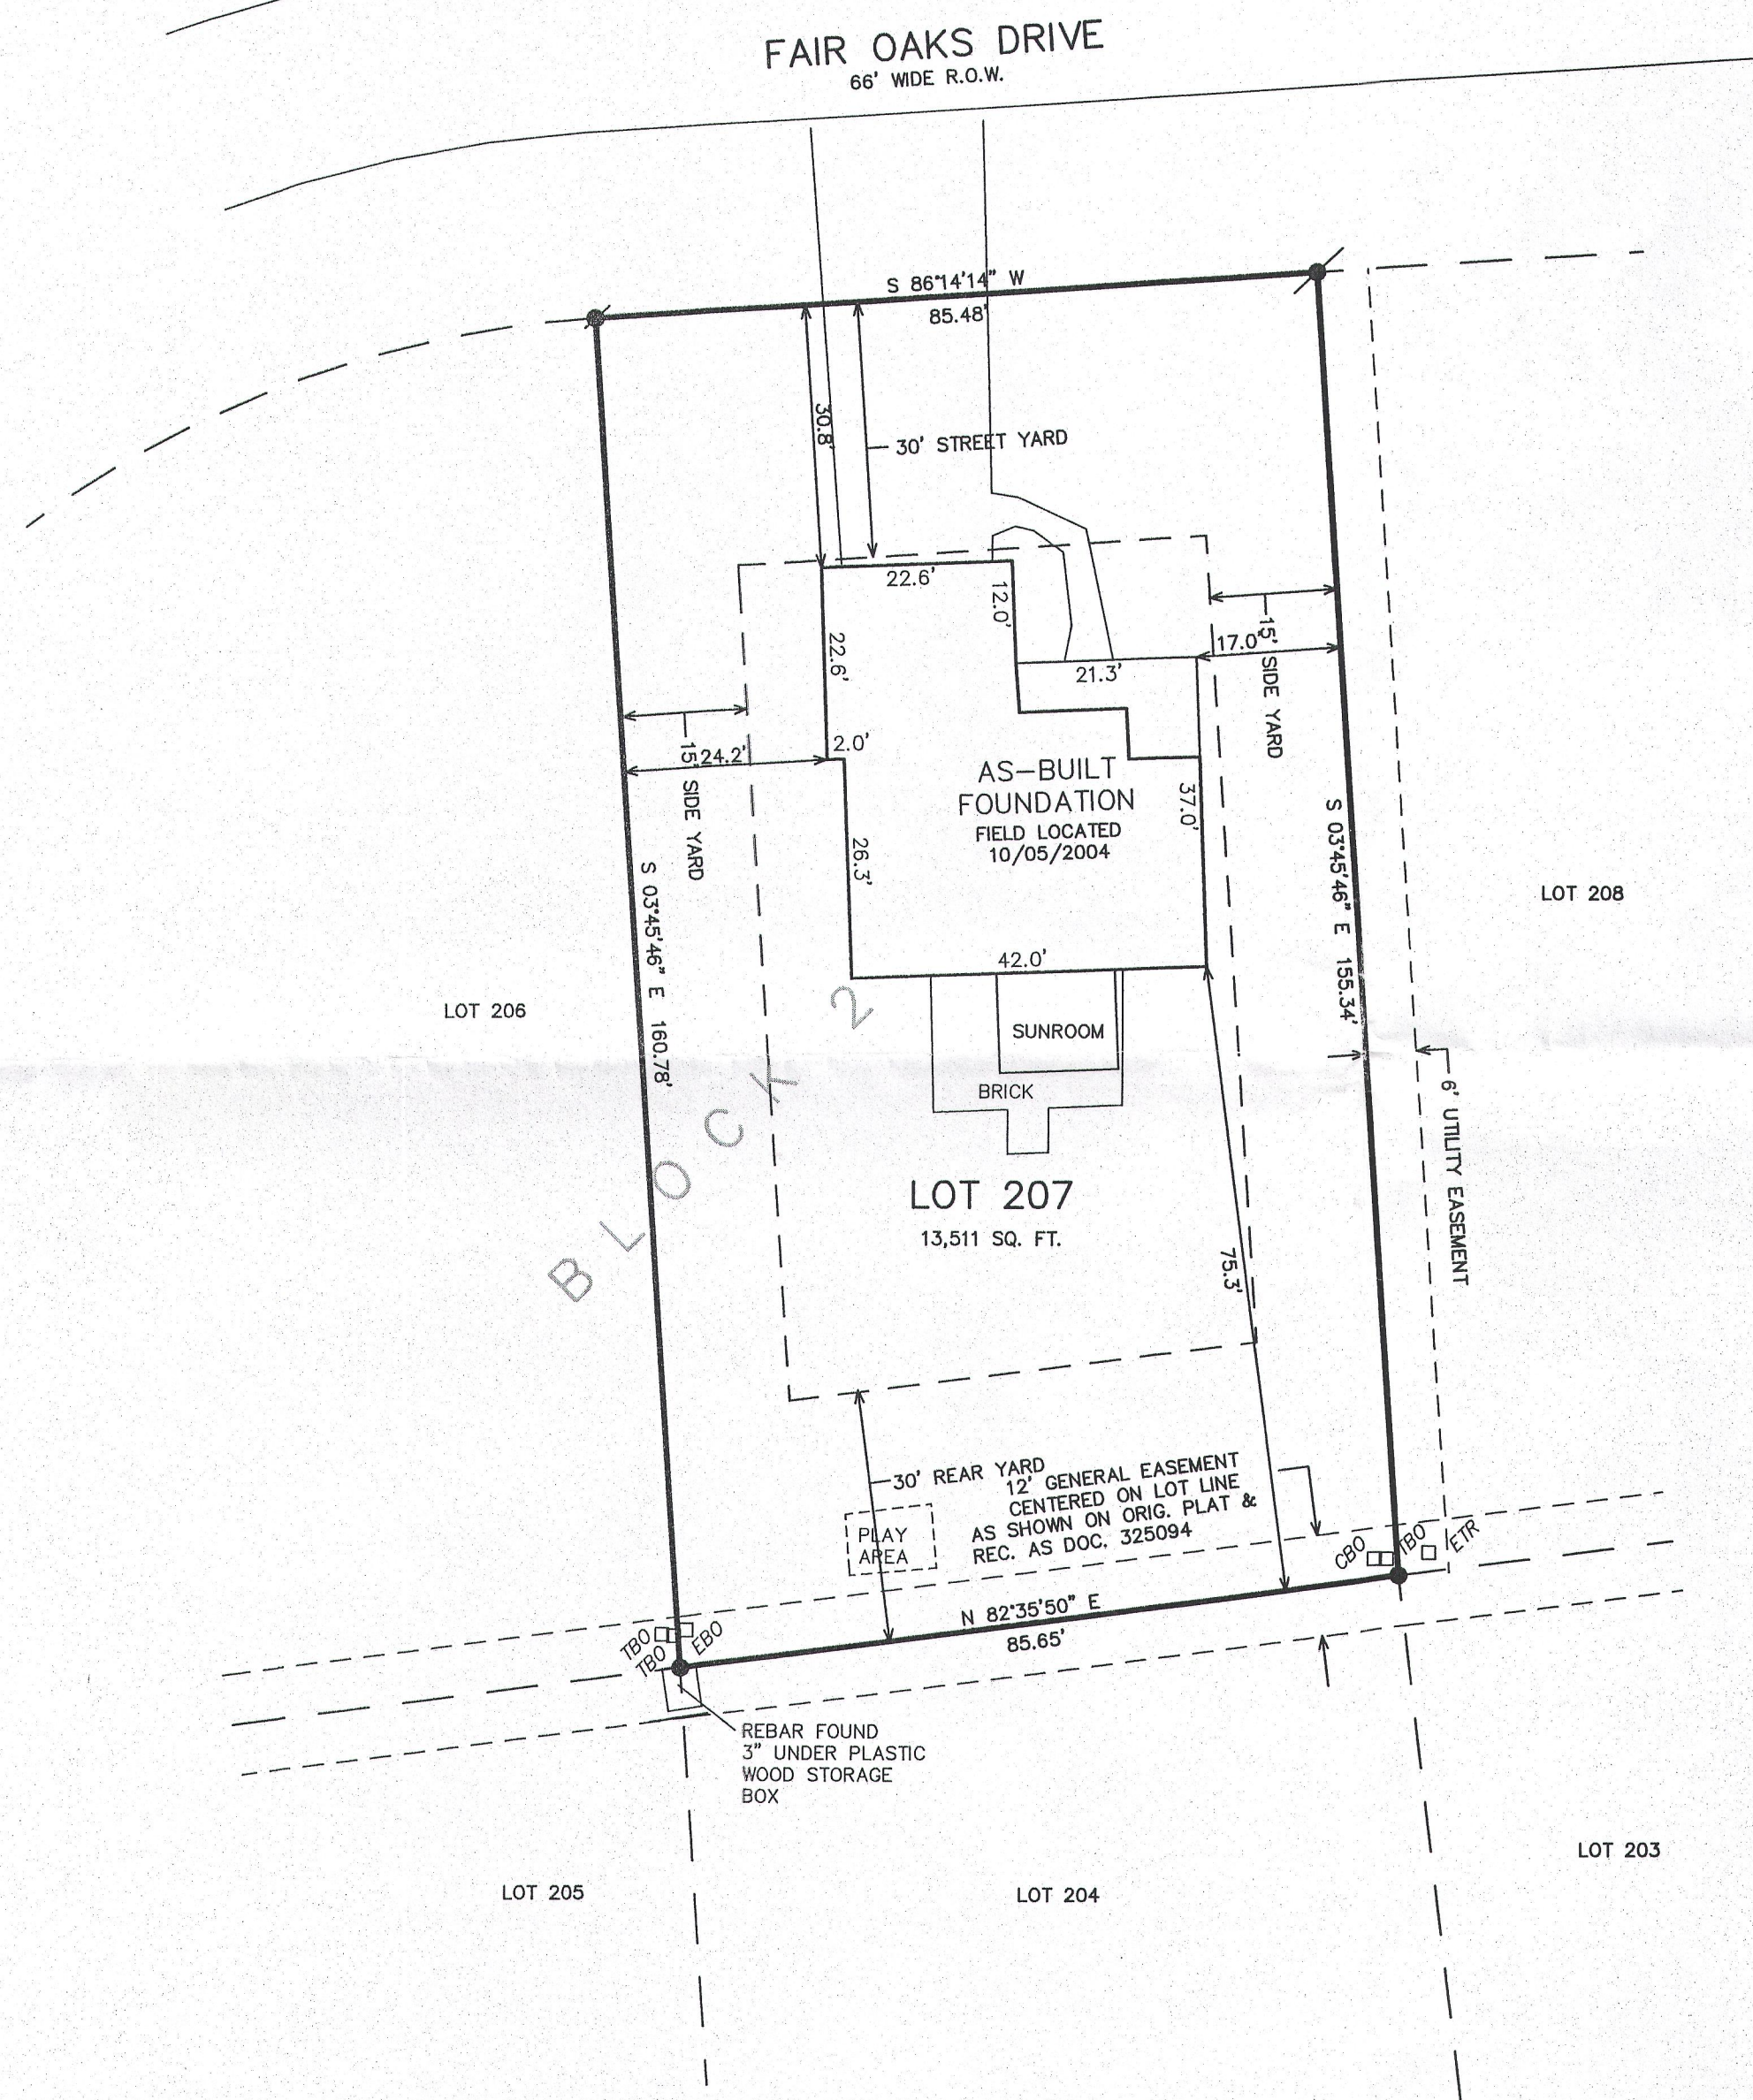 FAIR OAKS DRIVE
66' WIDE R.O.W.
S 86°14'14" W
85.48'
30.8'
30' STREET YARD
22.6'
12.0'
22.6'
21.3'
17.0'
15' SIDE YARD
2.0'
24.2'
15' SIDE YARD
AS-BUILT
FOUNDATION
FIELD LOCATED
10/05/2004
37.0'
26.3'
S 03°45'46" E 155.34'
LOT 208
S 03°45'46" E 160.78'
42.0'
LOT 206
SUNROOM
BRICK
BLOCK 2
6' UTILITY EASEMENT
LOT 207
13,511 SQ. FT.
75.3'
30' REAR YARD
12' GENERAL EASEMENT
CENTERED ON LOT LINE
AS SHOWN ON ORIG. PLAT &
REC. AS DOC. 325094
PLAY
AREA
CBO
TBO
ETR
TBO
TBO
EBO
N 82°35'50" E
85.65'
REBAR FOUND
3" UNDER PLASTIC
WOOD STORAGE
BOX
LOT 203
LOT 205
LOT 204